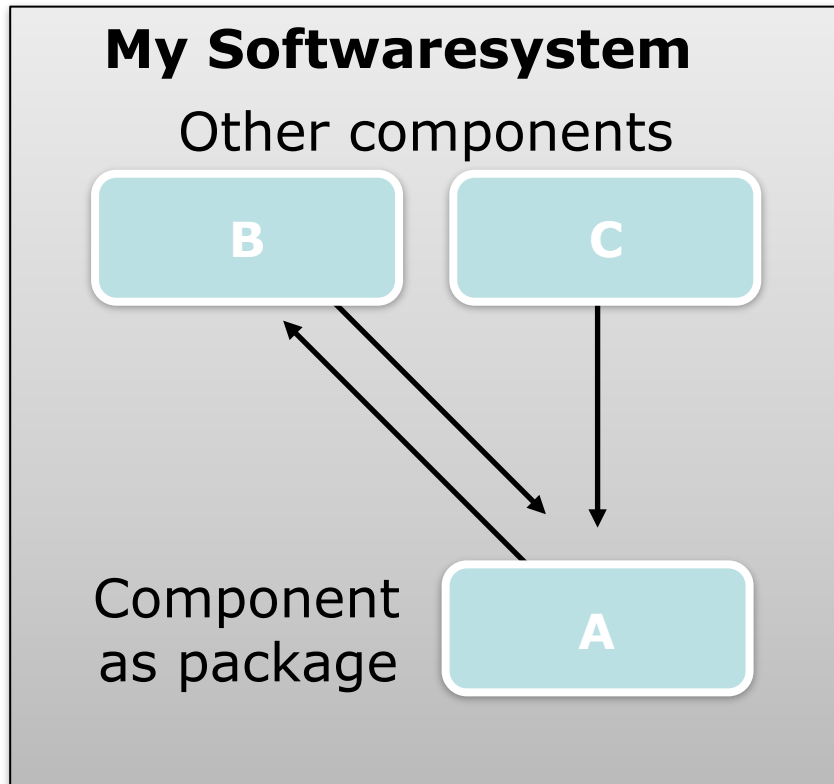 My Softwaresystem
Other components
B
C
Component
as package
A